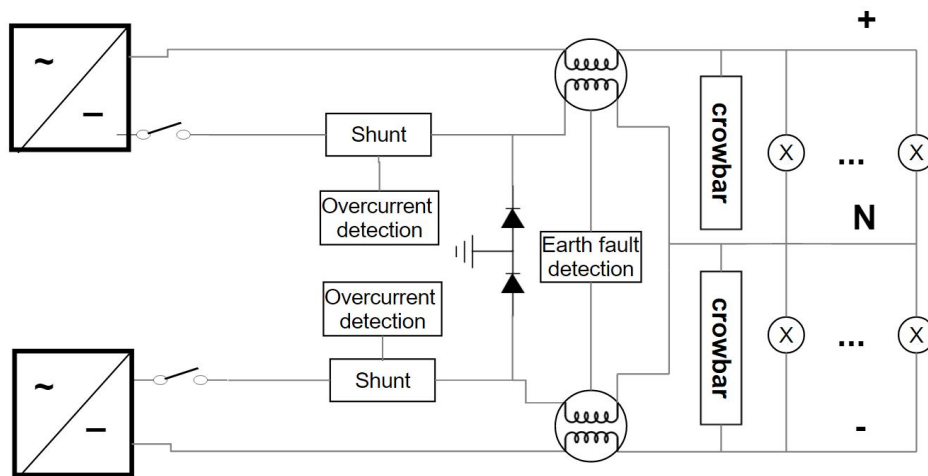 +
~
−
Shunt
Overcurrent
detection
crowbar
X
...
X
N
Earth fault
detection
Overcurrent
detection
crowbar
X
...
X
~
−
Shunt
-